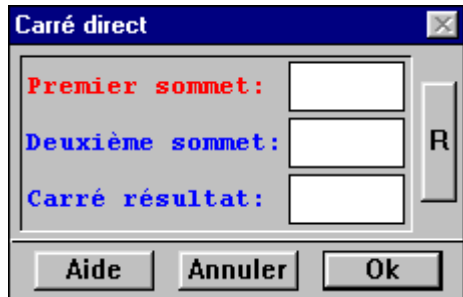 Carré direct
Premier sommet:
Deuxième sommet:
R
Carré résultat:
Aide Annuler Ok